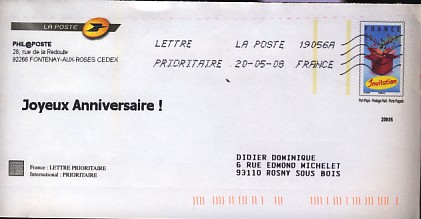 LA POSTE
PHIL@POSTE
28, rue de la Redoute
92266 FONTENAY-AUX-ROSES CEDEX
LETTRE LA POSTE 19056A
PRIORITAIRE 20-05-08 FRANCE
FRANCE
Invitation
Joyeux Anniversaire !
France : LETTRE PRIORITAIRE
International : PRIORITAIRE
DIDIER DOMINIQUE
6 RUE EDMOND MICHELET
93110 ROSNY SOUS BOIS